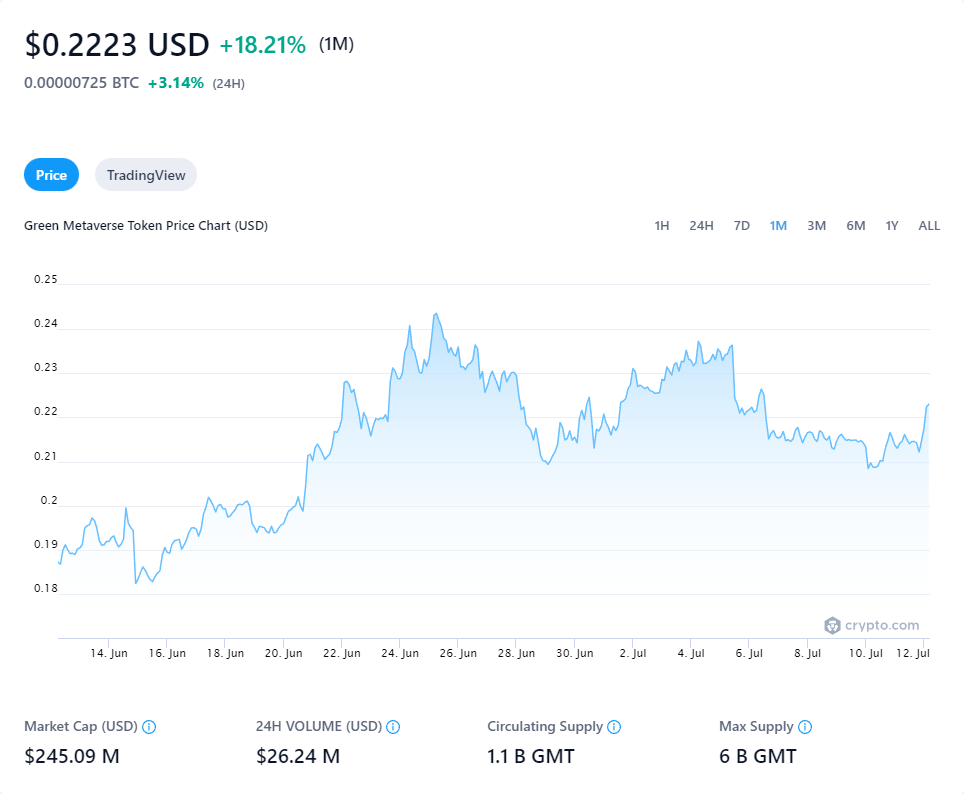 $0.2223 USD +18.21% (1M)
0.00000725 BTC +3.14% (24H)
Price TradingView
Green Metaverse Token Price Chart (USD) 1H 24H 7D 1M 3M 6M 1Y ALL
0.25
0.24
0.23
0.22
0.21
0.2
0.19
0.18
crypto.com
14. Jun 16. Jun 18. Jun 20. Jun 22. Jun 24. Jun 26. Jun 28. Jun 30. Jun 2. Jul 4. Jul 6. Jul 8. Jul 10. Jul 12. Jul
Market Cap (USD) 24H VOLUME (USD) Circulating Supply Max Supply
$245.09 M $26.24 M 1.1 B GMT 6 B GMT